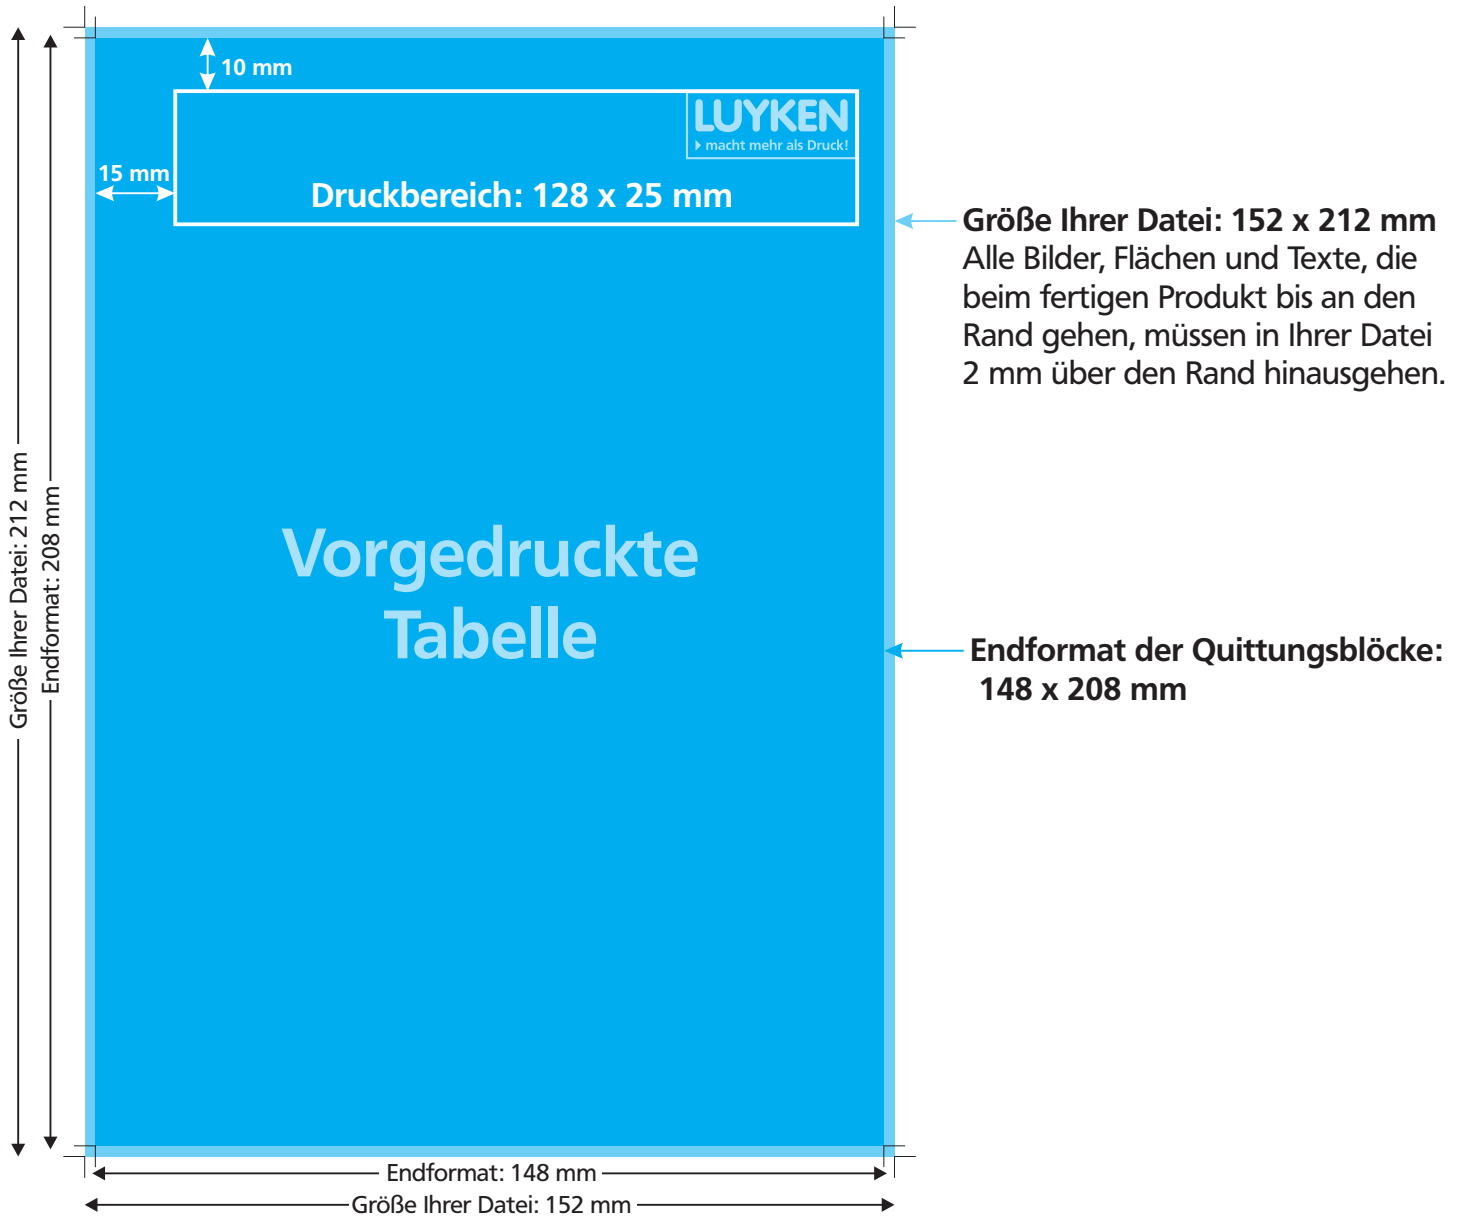 10 mm
LUYKEN
macht mehr als Druck!
15 mm
Druckbereich: 128 x 25 mm
Größe Ihrer Datei: 152 x 212 mm
Alle Bilder, Flächen und Texte, die
beim fertigen Produkt bis an den
Rand gehen, müssen in Ihrer Datei
2 mm über den Rand hinausgehen.
Größe Ihrer Datei: 212 mm
Endformat: 208 mm
Vorgedruckte
Tabelle
Endformat der Quittungsblöcke:
148 x 208 mm
Endformat: 148 mm
Größe Ihrer Datei: 152 mm